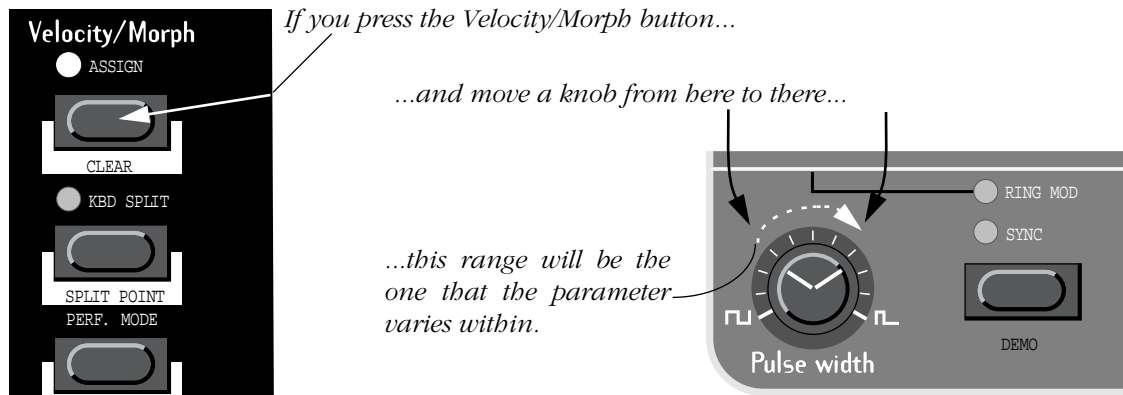 Velocity/Morph
ASSIGN
CLEAR
KBD SPLIT
SPLIT POINT
PERF. MODE
If you press the Velocity/Morph button...
...and move a knob from here to there...
...this range will be the
one that the parameter
varies within.
RING MOD
SYNC
DEMO
Pulse width